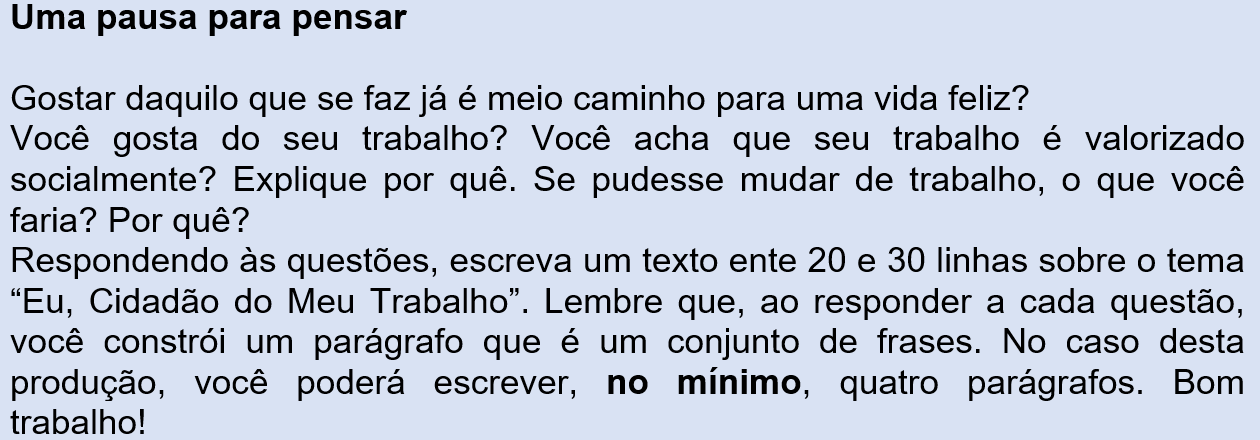 Uma pausa para pensar
Gostar daquilo que se faz já é meio caminho para uma vida feliz?
Você gosta do seu trabalho? Você acha que seu trabalho é valorizado
socialmente? Explique por quê. Se pudesse mudar de trabalho, o que você
faria? Por quê?
Respondendo às questões, escreva um texto ente 20 e 30 linhas sobre o tema
“Eu, Cidadão do Meu Trabalho”. Lembre que, ao responder a cada questão,
você constrói um parágrafo que é um conjunto de frases. No caso desta
produção, você poderá escrever, no mínimo, quatro parágrafos. Bom
trabalho!